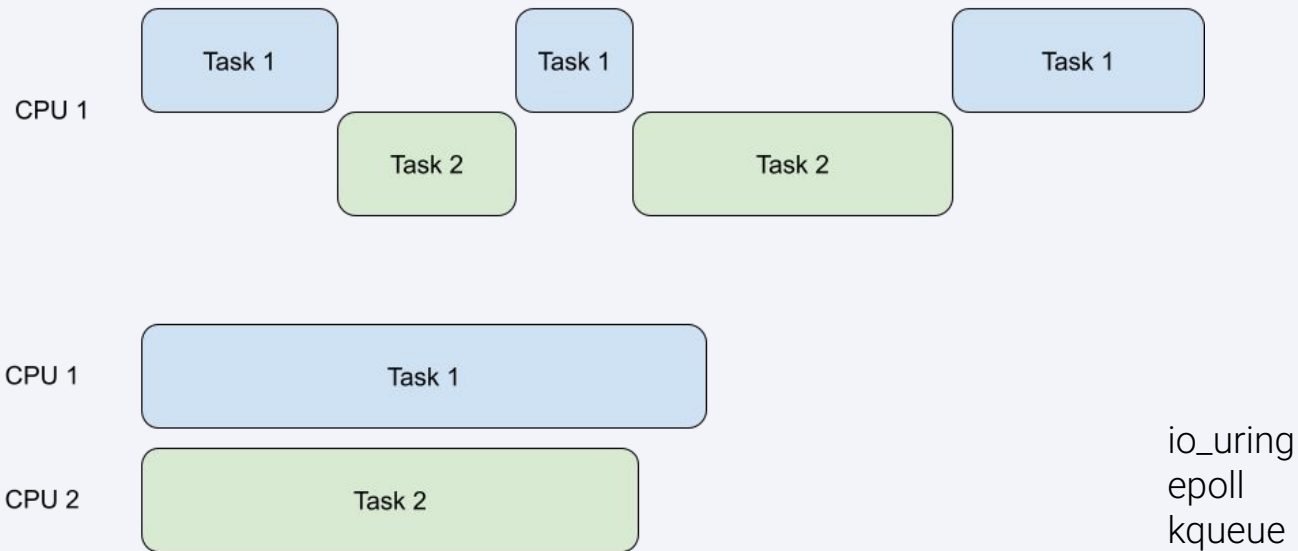 Task 1
Task 1
Task 1
CPU 1
Task 2
Task 2
CPU 1
Task 1
CPU 2
Task 2
io_uring
epoll
kqueue